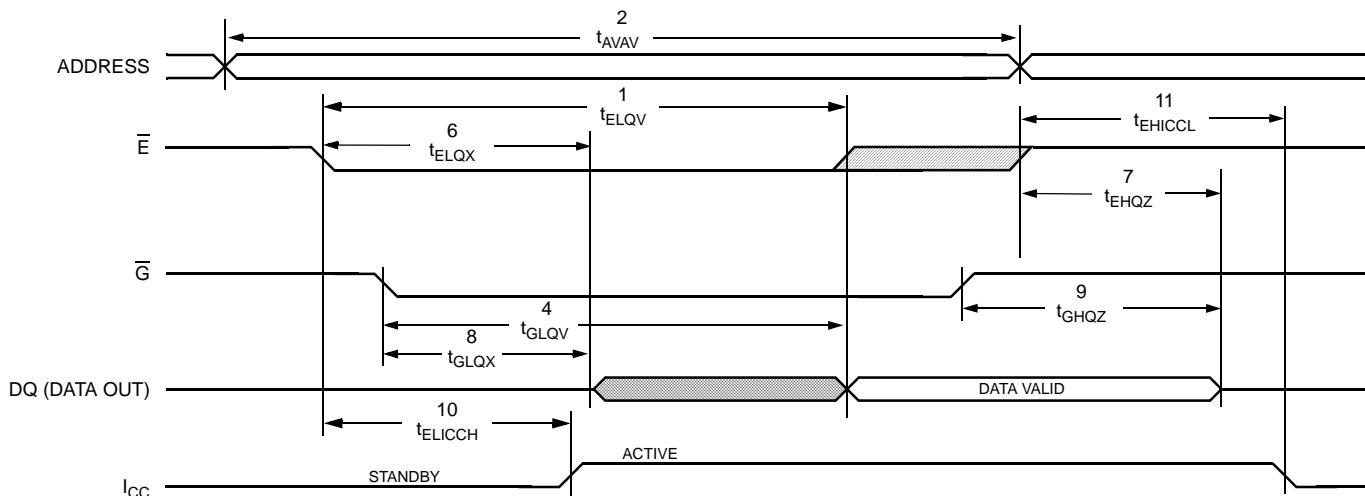 2
tAVAV
ADDRESS
1
tELQV
11
tEHICCL
6
tELQX
E
7
tEHQZ
G
9
tGHQZ
4
tGLQV
8
tGLQX
DQ (DATA OUT)
DATA VALID
10
tELICCH
ACTIVE
STANDBY
ICC